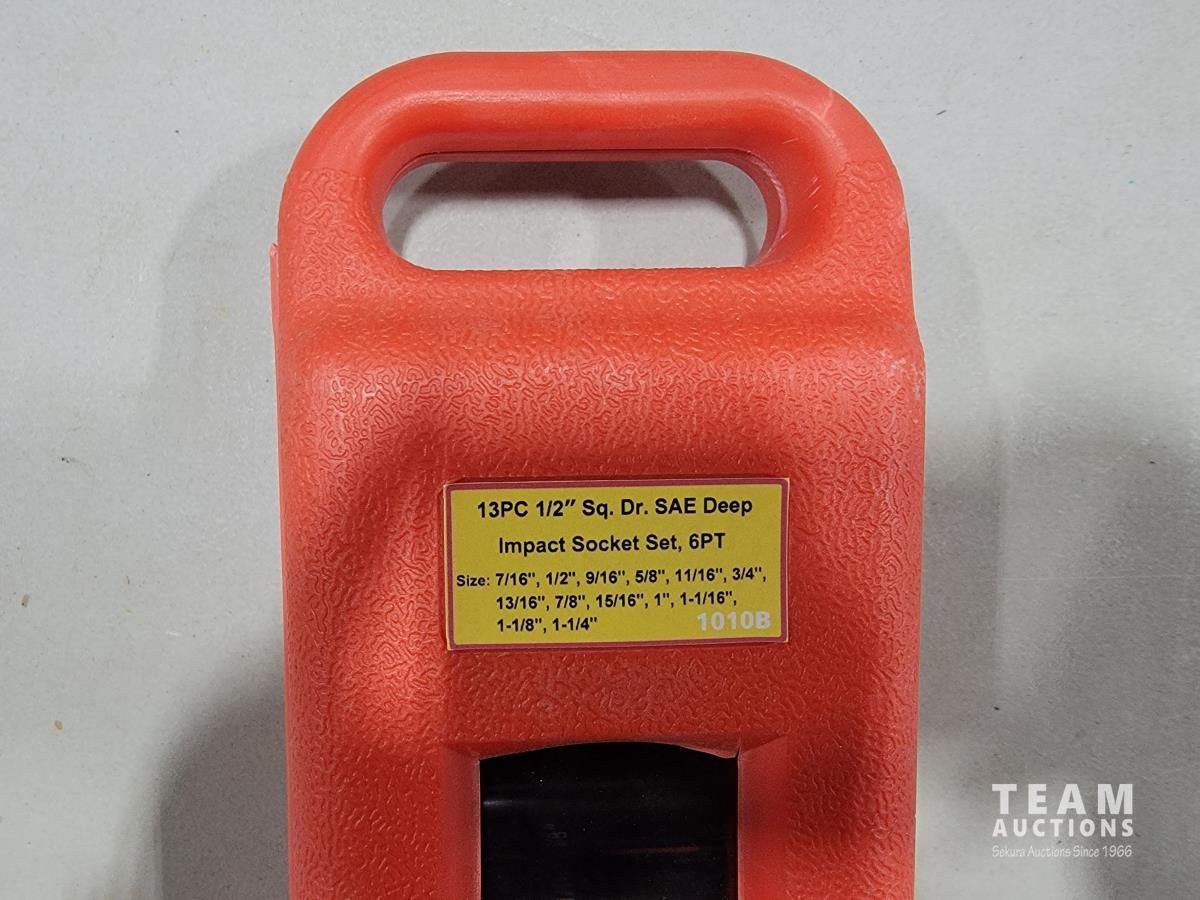 13PC 1/2" Sq. Dr. SAE Deep
Impact Socket Set, 6PT
Size: 7/16", 1/2", 9/16", 5/8", 11/16", 3/4",
13/16", 7/8", 15/16", 1", 1-1/16",
1-1/8", 1-1/4"
1010B
TEAM
AUCTIONS
Sekura Auctions Since 1966